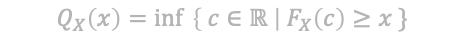 Q_X(x) = inf { c ∈ ℝ | F_X(c) ≥ x }